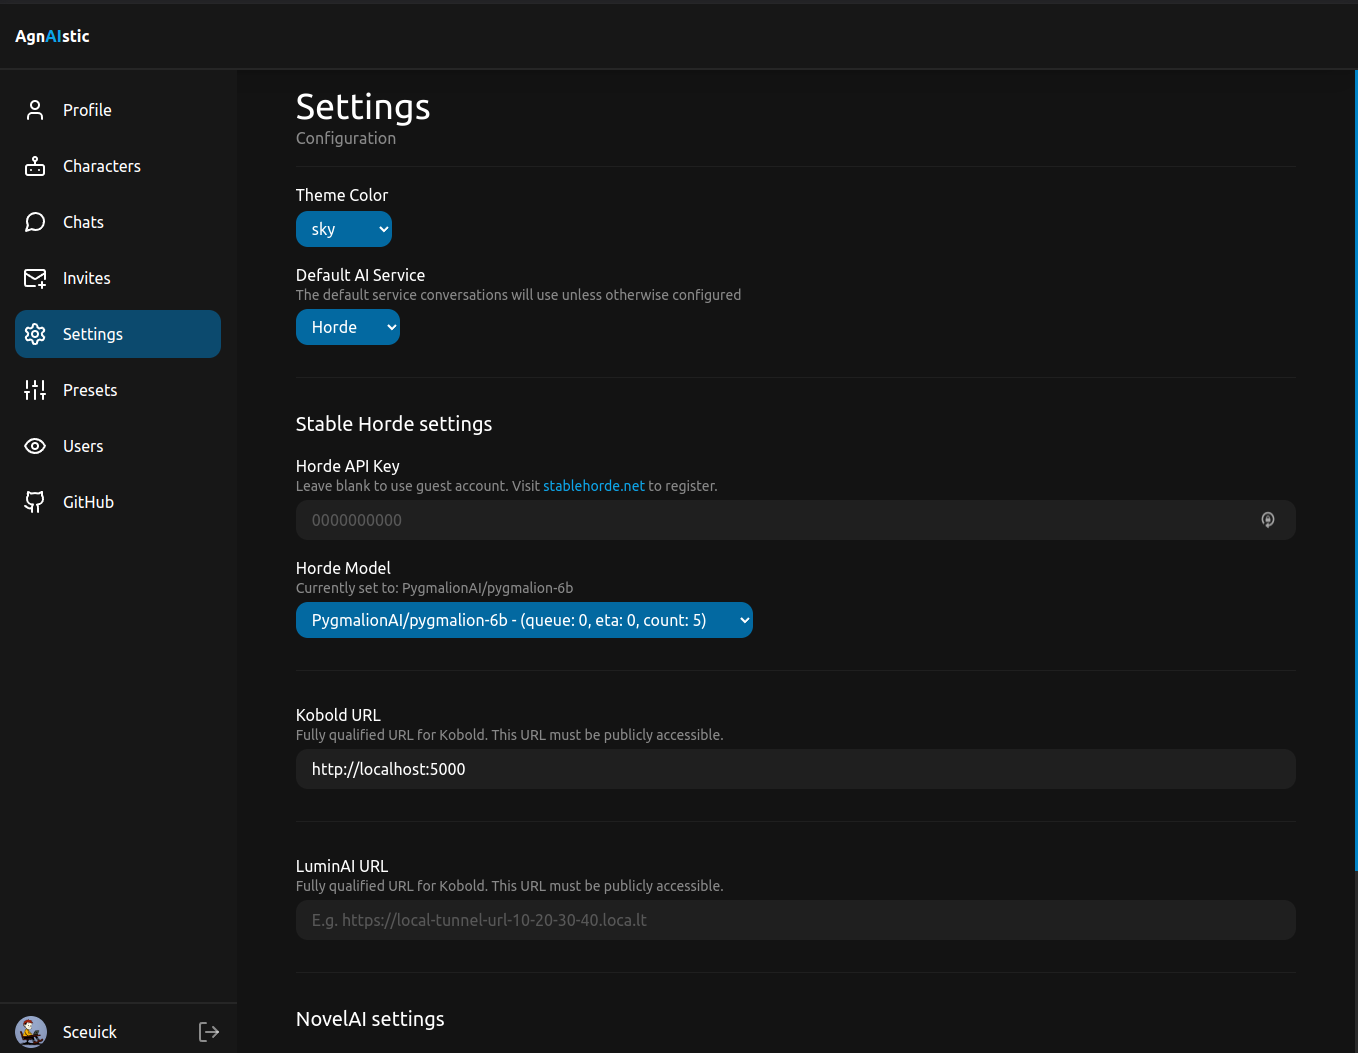 AgnAIstic
Profile
Characters
Chats
Invites
Settings
Presets
Users
GitHub
Sceuick
Settings
Configuration
Theme Color
sky
Default AI Service
The default service conversations will use unless otherwise configured
Horde
Stable Horde settings
Horde API Key
Leave blank to use guest account. Visit stablehorde.net to register.
0000000000
Horde Model
Currently set to: PygmalionAI/pygmalion-6b
PygmalionAI/pygmalion-6b - (queue: 0, eta: 0, count: 5)
Kobold URL
Fully qualified URL for Kobold. This URL must be publicly accessible.
http://localhost:5000
LuminAI URL
Fully qualified URL for Kobold. This URL must be publicly accessible.
E.g. https://local-tunnel-url-10-20-30-40.loca.lt
NovelAI settings